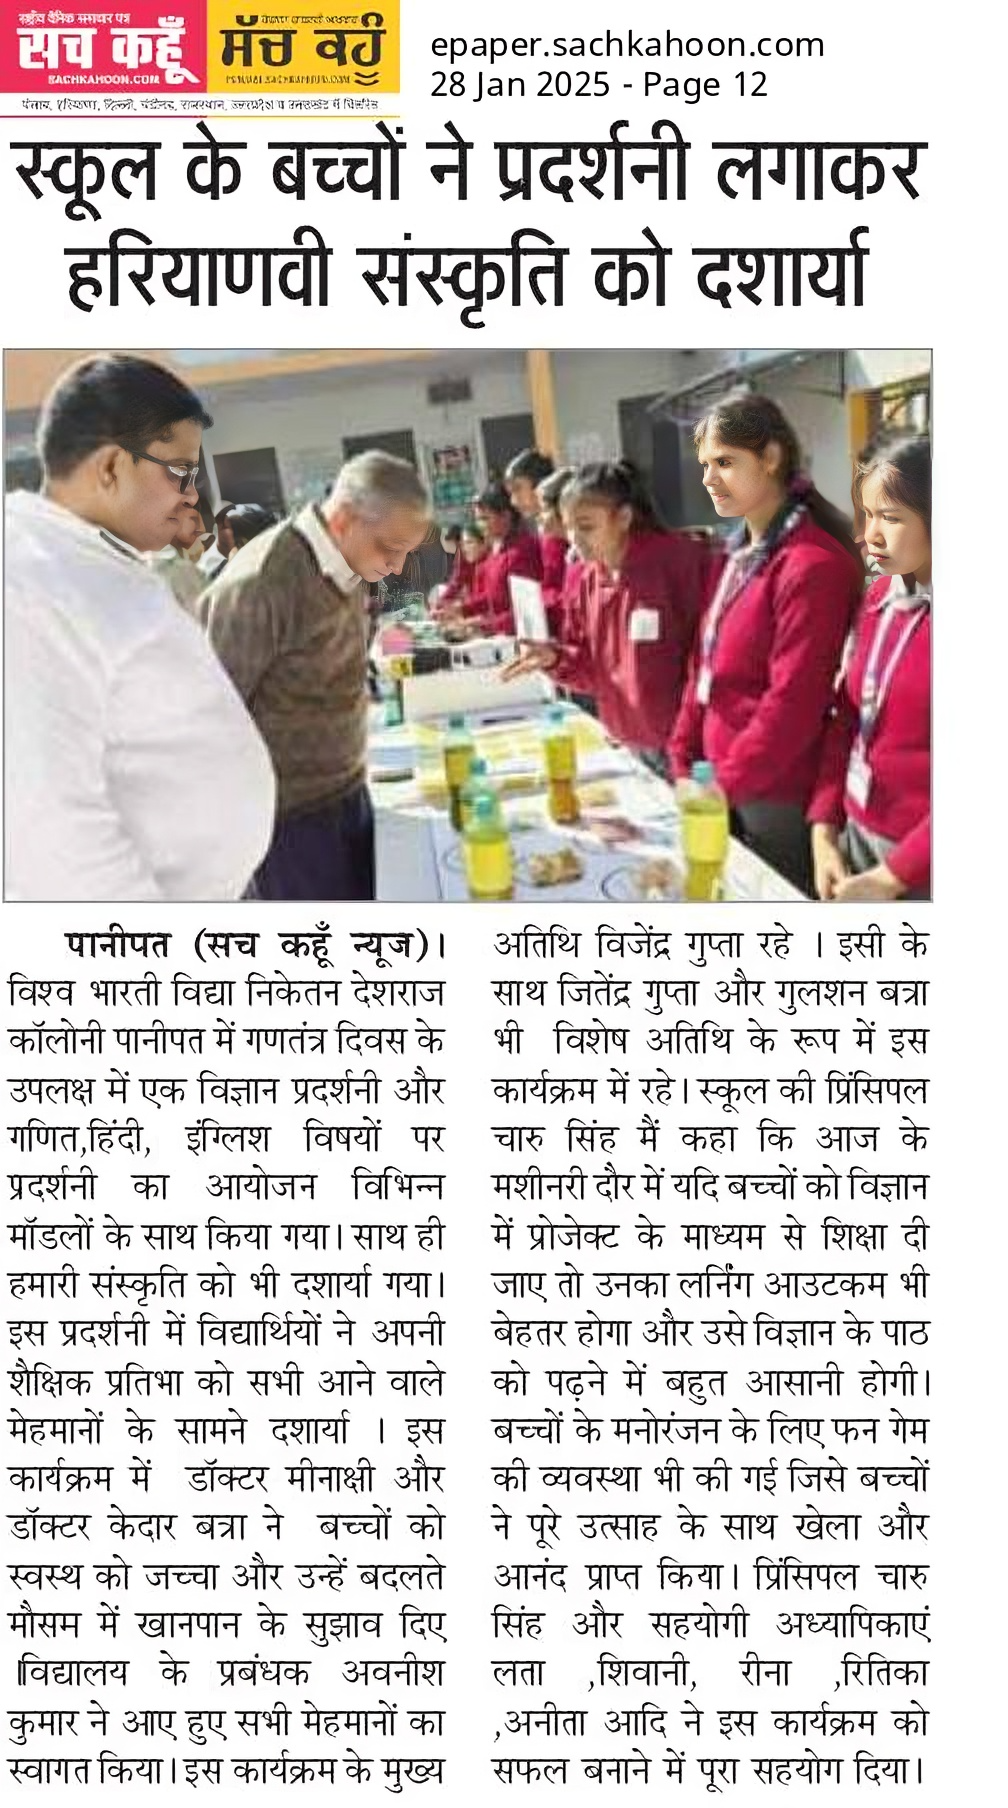 राष्ट्रीय दैनिक समाचार पत्र
सच कहूँ
SACHKAHOON.COM
ਸੱਚ ਕਹੂੰ
epaper.sachkahoon.com
28 Jan 2025 - Page 12
पंजाब, हरियाणा, दिल्ली, चंडीगढ़, राजस्थान, उत्तरप्रदेश व उत्तराखंड में वितरित
स्कूल के बच्चों ने प्रदर्शनी लगाकर
हरियाणवी संस्कृति को दशार्या
पानीपत (सच कहूँ न्यूज)।
विश्व भारती विद्या निकेतन देशराज
कॉलोनी पानीपत में गणतंत्र दिवस के
उपलक्ष में एक विज्ञान प्रदर्शनी और
गणित,हिंदी, इंग्लिश विषयों पर
प्रदर्शनी का आयोजन विभिन्न
मॉडलों के साथ किया गया। साथ ही
हमारी संस्कृति को भी दशार्या गया।
इस प्रदर्शनी में विद्यार्थियों ने अपनी
शैक्षिक प्रतिभा को सभी आने वाले
मेहमानों के सामने दशार्या । इस
कार्यक्रम में डॉक्टर मीनाक्षी और
डॉक्टर केदार बत्रा ने बच्चों को
स्वस्थ को जच्चा और उन्हें बदलते
मौसम में खानपान के सुझाव दिए
।विद्यालय के प्रबंधक अवनीश
कुमार ने आए हुए सभी मेहमानों का
स्वागत किया। इस कार्यक्रम के मुख्य
अतिथि विजेंद्र गुप्ता रहे । इसी के
साथ जितेंद्र गुप्ता और गुलशन बत्रा
भी विशेष अतिथि के रूप में इस
कार्यक्रम में रहे। स्कूल की प्रिंसिपल
चारु सिंह मैं कहा कि आज के
मशीनरी दौर में यदि बच्चों को विज्ञान
में प्रोजेक्ट के माध्यम से शिक्षा दी
जाए तो उनका लर्निंग आउटकम भी
बेहतर होगा और उसे विज्ञान के पाठ
को पढ़ने में बहुत आसानी होगी।
बच्चों के मनोरंजन के लिए फन गेम
की व्यवस्था भी की गई जिसे बच्चों
ने पूरे उत्साह के साथ खेला और
आनंद प्राप्त किया। प्रिंसिपल चारु
सिंह और सहयोगी अध्यापिकाएं
लता ,शिवानी, रीना ,रितिका
,अनीता आदि ने इस कार्यक्रम को
सफल बनाने में पूरा सहयोग दिया।